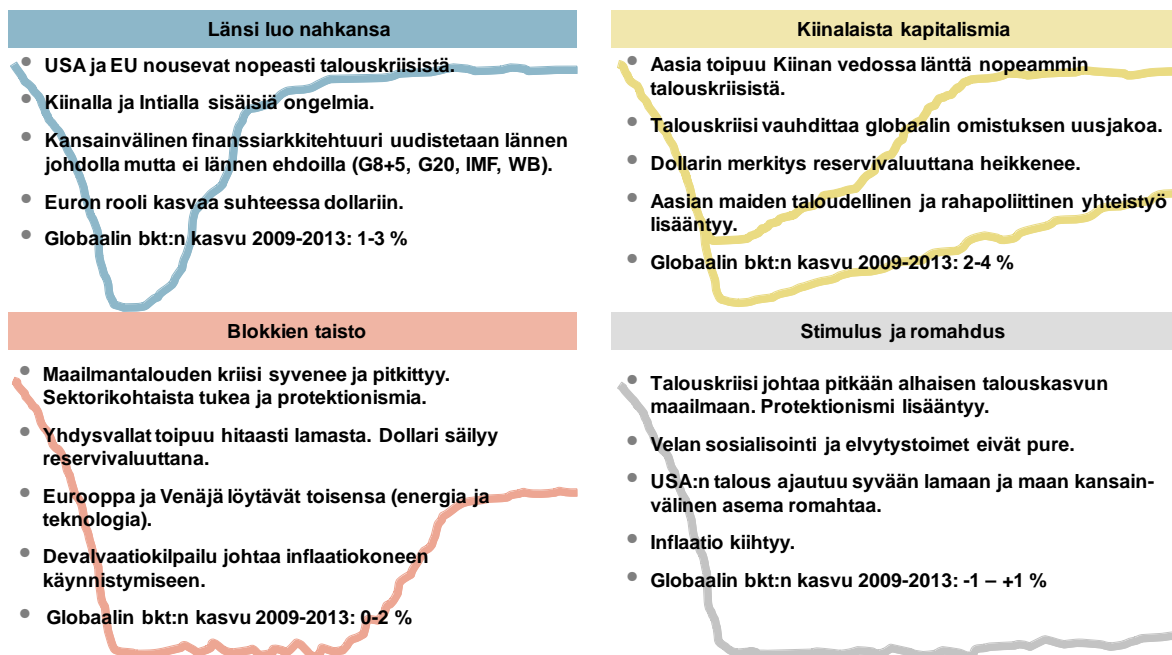 Länsi luo nahkansa
• USA ja EU nousevat nopeasti talouskriisistä.
• Kiinalla ja Intialla sisäisiä ongelmia.
• Kansainvälinen finanssiarkkitehtuuri uudistetaan lännen
johdolla mutta ei lännen ehdoilla (G8+5, G20, IMF, WB).
• Euron rooli kasvaa suhteessa dollariin.
• Globaalin bkt:n kasvu 2009-2013: 1-3 %
Kiinalaista kapitalismia
• Aasia toipuu Kiinan vedossa länttä nopeammin
talouskriisistä.
• Talouskriisi vauhdittaa globaalin omistuksen uusjakoa.
• Dollarin merkitys reservivaluuttana heikkenee.
• Aasian maiden taloudellinen ja rahapoliittinen yhteistyö
lisääntyy.
• Globaalin bkt:n kasvu 2009-2013: 2-4 %
Blokkien taisto
• Maailmantalouden kriisi syvenee ja pitkittyy.
Sektorikohtaista tukea ja protektionismia.
• Yhdysvallat toipuu hitaasti lamasta. Dollari säilyy
reservivaluuttana.
• Eurooppa ja Venäjä löytävät toisensa (energia ja
teknologia).
• Devalvaatiokilpailu johtaa inflaatiokoneen
käynnistymiseen.
• Globaalin bkt:n kasvu 2009-2013: 0-2 %
Stimulus ja romahdus
• Talouskriisi johtaa pitkään alhaisen talouskasvun
maailmaan. Protektionismi lisääntyy.
• Velan sosialisointi ja elvytystoimet eivät pure.
• USA:n talous ajautuu syvään lamaan ja maan kansain-
välinen asema romahtaa.
• Inflaatio kiihtyy.
• Globaalin bkt:n kasvu 2009-2013: -1 – +1 %